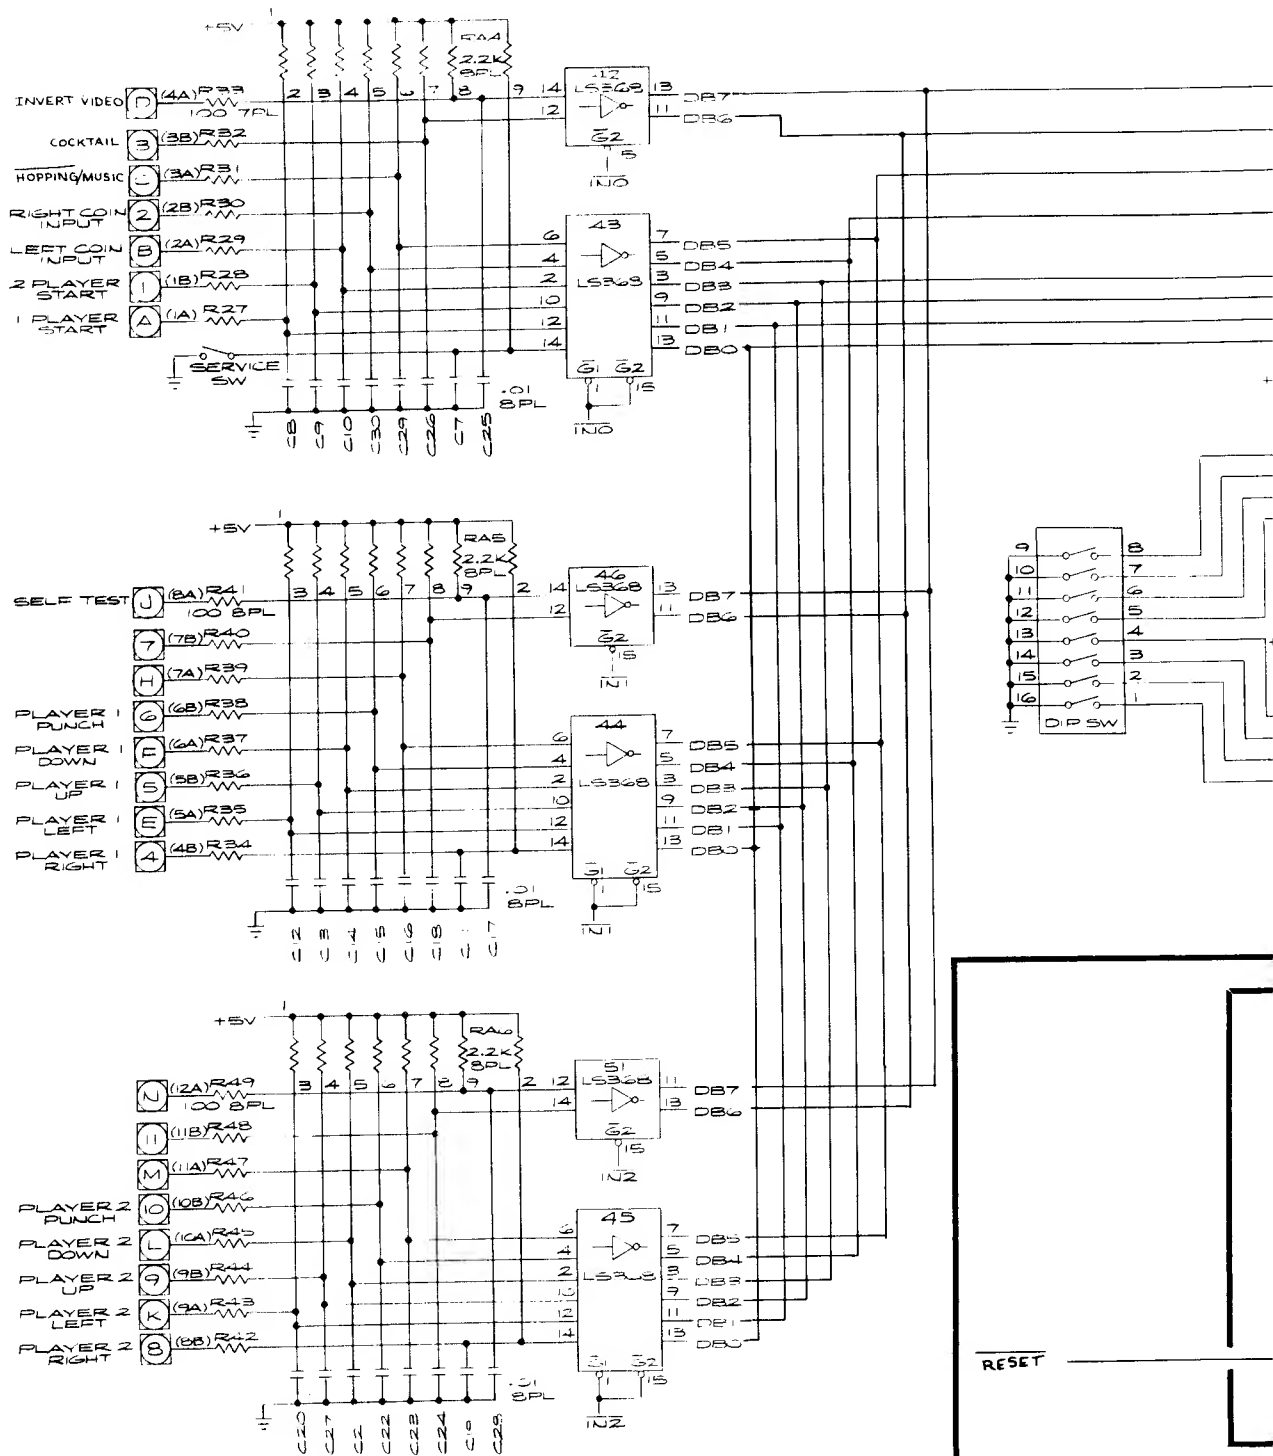 +5V 1
RA4
2.2K
8PL
INVERT VIDEO D (4A) R33
100 7PL
2 3 4 5 6 7 8 9
14 LS368 13 DB7
12 11 DB6
G2
5
IN0
COCKTAIL 3 (3B) R32
HOPPING/MUSIC (3A) R31
RIGHT COIN INPUT 2 (2B) R30
LEFT COIN INPUT B (2A) R29
2 PLAYER START 1 (1B) R28
1 PLAYER START A (1A) R27
SERVICE SW
43
LS368
6 7 DB5
4 5 DB4
2 3 DB3
10 9 DB2
12 11 DB1
14 13 DB0
G1 G2
1 15
IN0
.01
8PL
C8 C9 C10 C30 C29 C26 C7 C25
+5V 1
RA5
2.2K
8PL
SELF TEST J (8A) R41
100 8PL
3 4 5 6 7 8 9 2
46
14 LS368 13 DB7
12 11 DB6
G2
15
IN1
7 (7B) R40
H (7A) R39
PLAYER 1 PUNCH 6 (6B) R38
PLAYER 1 DOWN F (6A) R37
PLAYER 1 UP 5 (5B) R36
PLAYER 1 LEFT E (5A) R35
PLAYER 1 RIGHT 4 (4B) R34
44
LS368
6 7 DB5
4 5 DB4
2 3 DB3
10 9 DB2
12 11 DB1
14 13 DB0
G1 G2
1 15
IN1
.01
8PL
C15 C16 C18 C17
9 8
10 7
11 6
12 5
13 4
14 3
15 2
16 1
DIP SW
+5V 1
RA6
2.2K
8PL
N (12A) R49
100 8PL
3 4 5 6 7 8 9 2
51
12 LS368 11 DB7
14 13 DB6
G2
15
IN2
11 (11B) R48
M (11A) R47
PLAYER 2 PUNCH 10 (10B) R46
PLAYER 2 DOWN L (10A) R45
PLAYER 2 UP 9 (9B) R44
PLAYER 2 LEFT K (9A) R43
PLAYER 2 RIGHT 8 (8B) R42
45
LS368
6 7 DB5
4 5 DB4
2 3 DB3
10 9 DB2
12 11 DB1
14 13 DB0
G1 G2
1 15
IN2
.01
8PL
C20 C27 C22 C23 C24 C28
RESET